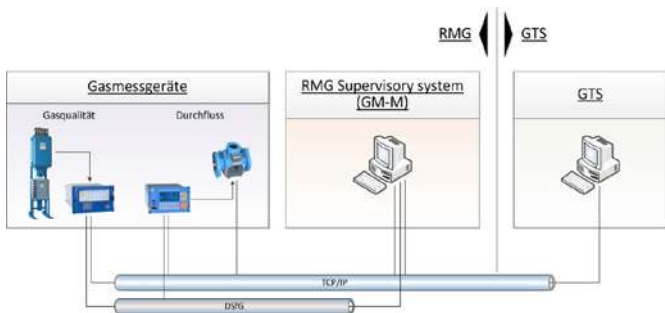 RMG GTS
Gasmessgeräte
Gasqualität Durchfluss
RMG Supervisory system
(GM-M)
GTS
TCP/IP
DSfG